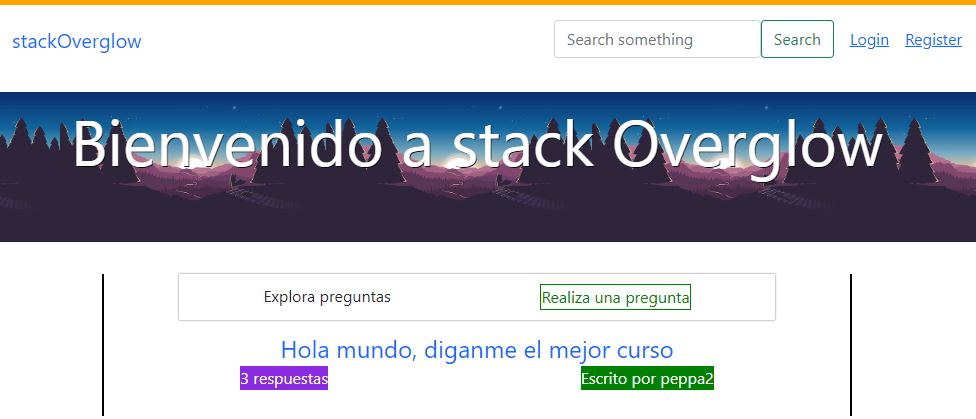 stackOverglow
Search something
Search
Login
Register
Bienvenido a stack Overglow
Explora preguntas
Realiza una pregunta
Hola mundo, diganme el mejor curso
3 respuestas
Escrito por peppa2